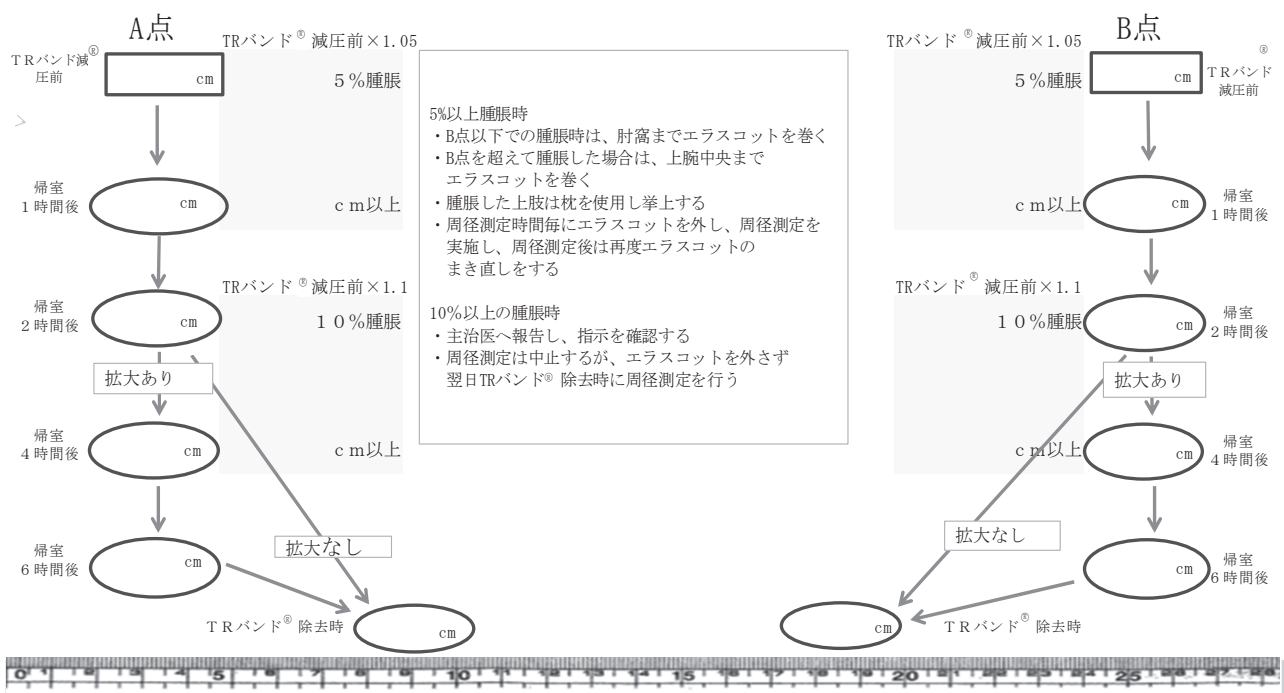 A点
TRバンド®減圧前×1.05
TRバンド減®
圧前
cm
5%腫脹
帰室
1時間後
cm
cm以上
TRバンド®減圧前×1.1
帰室
2時間後
cm
10%腫脹
拡大あり
帰室
4時間後
cm
cm以上
拡大なし
帰室
6時間後
cm
TRバンド®除去時
cm
5%以上腫脹時
・B点以下での腫脹時は、肘窩までエラスコットを巻く
・B点を超えて腫脹した場合は、上腕中央まで
エラスコットを巻く
・腫脹した上肢は枕を使用し挙上する
・周径測定時間毎にエラスコットを外し、周径測定を
実施し、周径測定後は再度エラスコットの
まき直しをする
10%以上の腫脹時
・主治医へ報告し、指示を確認する
・周径測定は中止するが、エラスコットを外さず
翌日TRバンド® 除去時に周径測定を行う
B点
TRバンド®減圧前×1.05
5%腫脹
cm
®
TRバンド
減圧前
cm以上
cm
帰室
1時間後
TRバンド®減圧前×1.1
10%腫脹
cm
帰室
2時間後
拡大あり
cm以上
cm
帰室
4時間後
拡大なし
cm
帰室
6時間後
cm
TRバンド®除去時
0 1 2 3 4 5 6 7 8 9 10 11 12 13 14 15 16 17 18 19 20 21 22 23 24 25 26 27 28